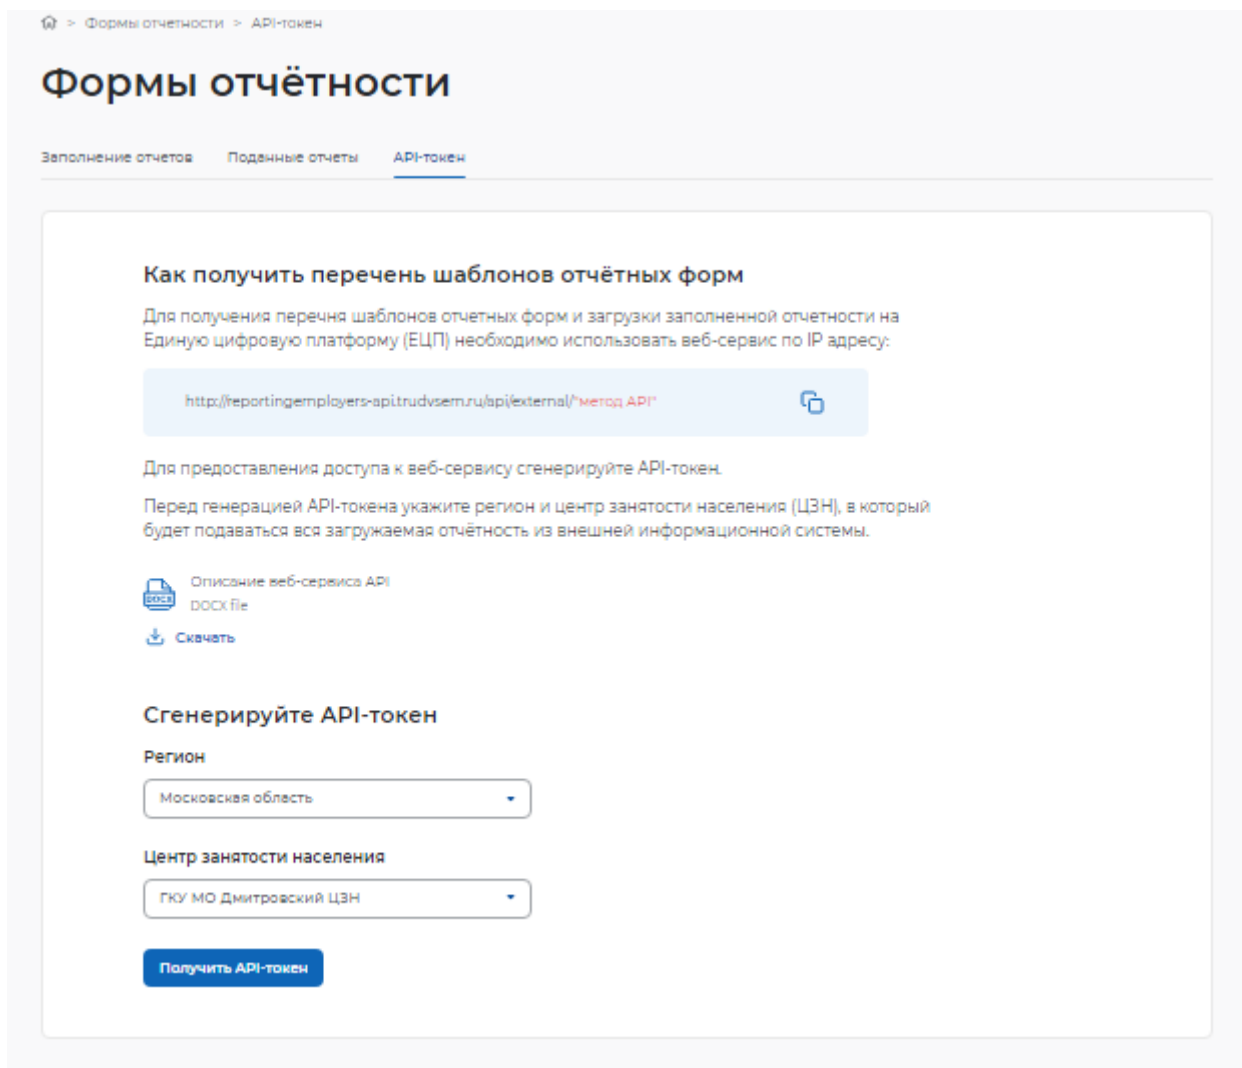 > Формы отчетности > API-токен
Формы отчётности
Заполнение отчетов Поданные отчеты API-токен
Как получить перечень шаблонов отчётных форм
Для получения перечня шаблонов отчетных форм и загрузки заполненной отчетности на
Единую цифровую платформу (ЕЦП) необходимо использовать веб-сервис по IP адресу:
http://reportingemployers-api.trudvsem.ru/api/external/"метод API"
Для предоставления доступа к веб-сервису сгенерируйте API-токен.
Перед генерацией API-токена укажите регион и центр занятости населения (ЦЗН), в который
будет подаваться вся загружаемая отчётность из внешней информационной системы.
Описание веб-сервиса API
DOCX
DOCX file
Скачать
Сгенерируйте API-токен
Регион
Московская область
Центр занятости населения
ГКУ МО Дмитровский ЦЗН
Получить API-токен